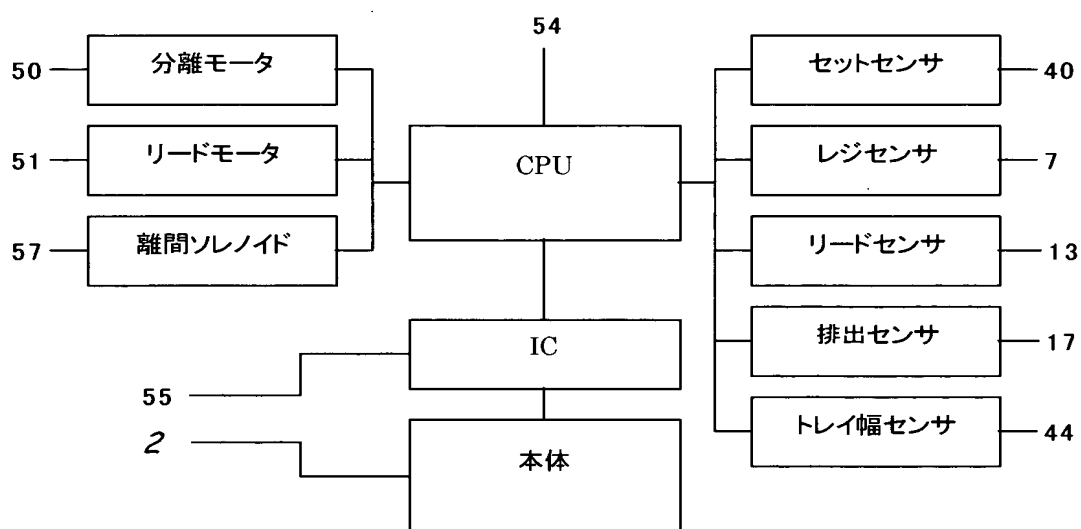 54
50
分離モータ
セットセンサ
40
51
リードモータ
CPU
レジセンサ
7
57
離間ソレノイド
リードセンサ
13
IC
排出センサ
17
55
2
本体
トレイ幅センサ
44